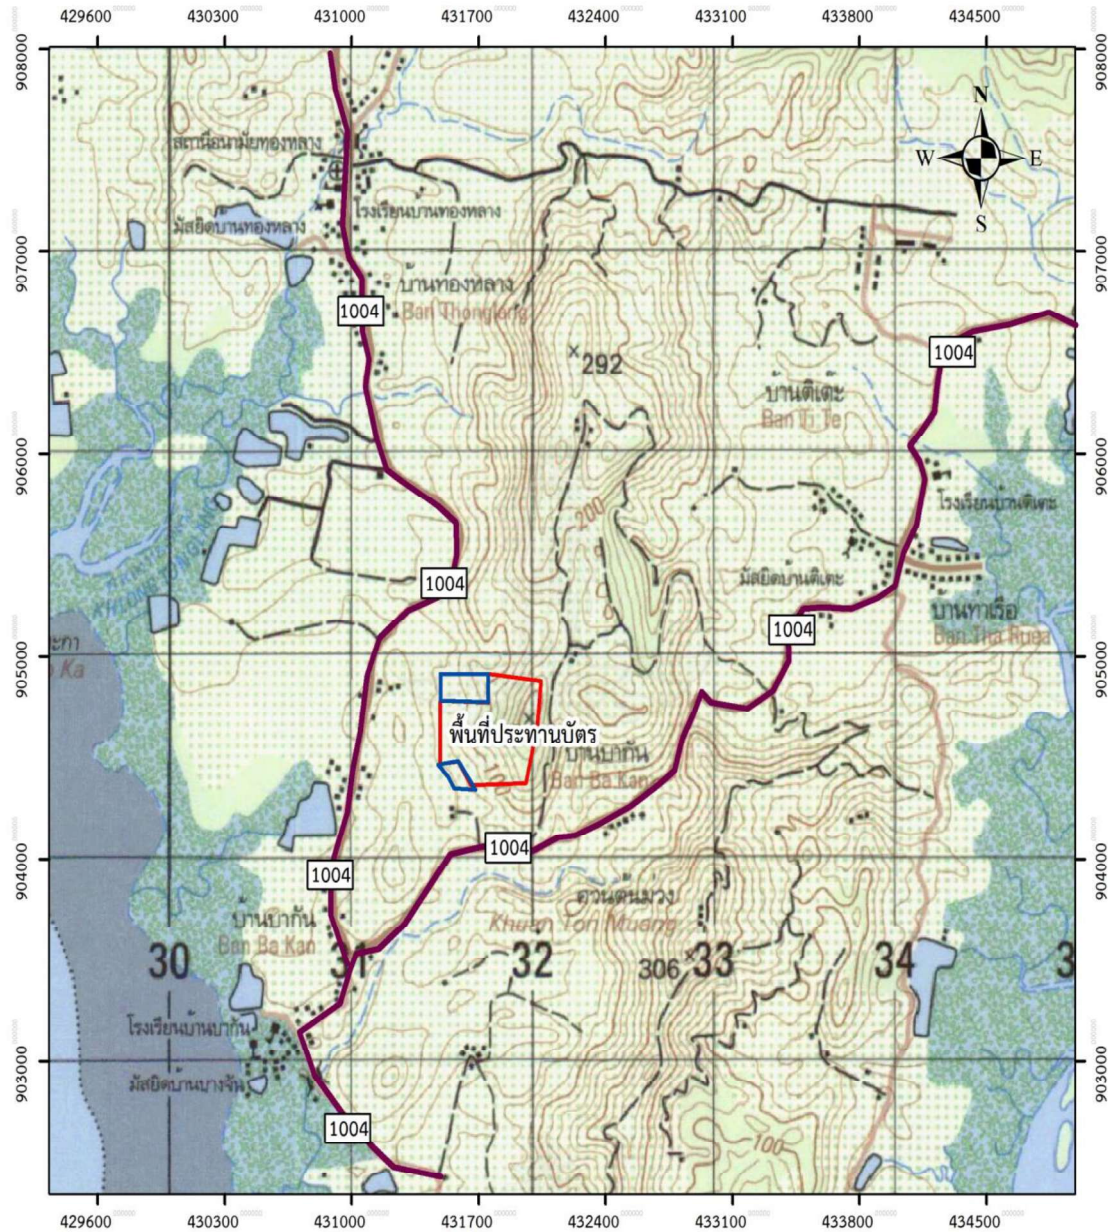 429600 430300 431000 431700 432400 433100 433800 434500
908000 908000
N
W E
S
สถานีอนามัยทองหลาง
โรงเรียนบ้านทองหลาง
มัสยิดบ้านทองหลาง
907000 907000
บ้านทองหลาง
Ban Thonglang
1004
1004
292
บ้านติเตะ
Ban Ti Te
906000 906000
โรงเรียนบ้านติเตะ
200
1004
มัสยิดบ้านติเตะ
บ้านท่าเรือ
Ban Tha Ruea
1004
905000 905000
Ka
พื้นที่ประทานบัตร
บ้านบากัน
Ban Ba Kan
1004
904000 904000
1004
ควนต้นม่วง
Khuan Ton Muang
บ้านบากัน
Ban Ba Kan
30 31 32 306 33 34 3
โรงเรียนบ้านบากัน
903000 903000
มัสยิดบ้านบางจัน
1004
100
429600 430300 431000 431700 432400 433100 433800 434500